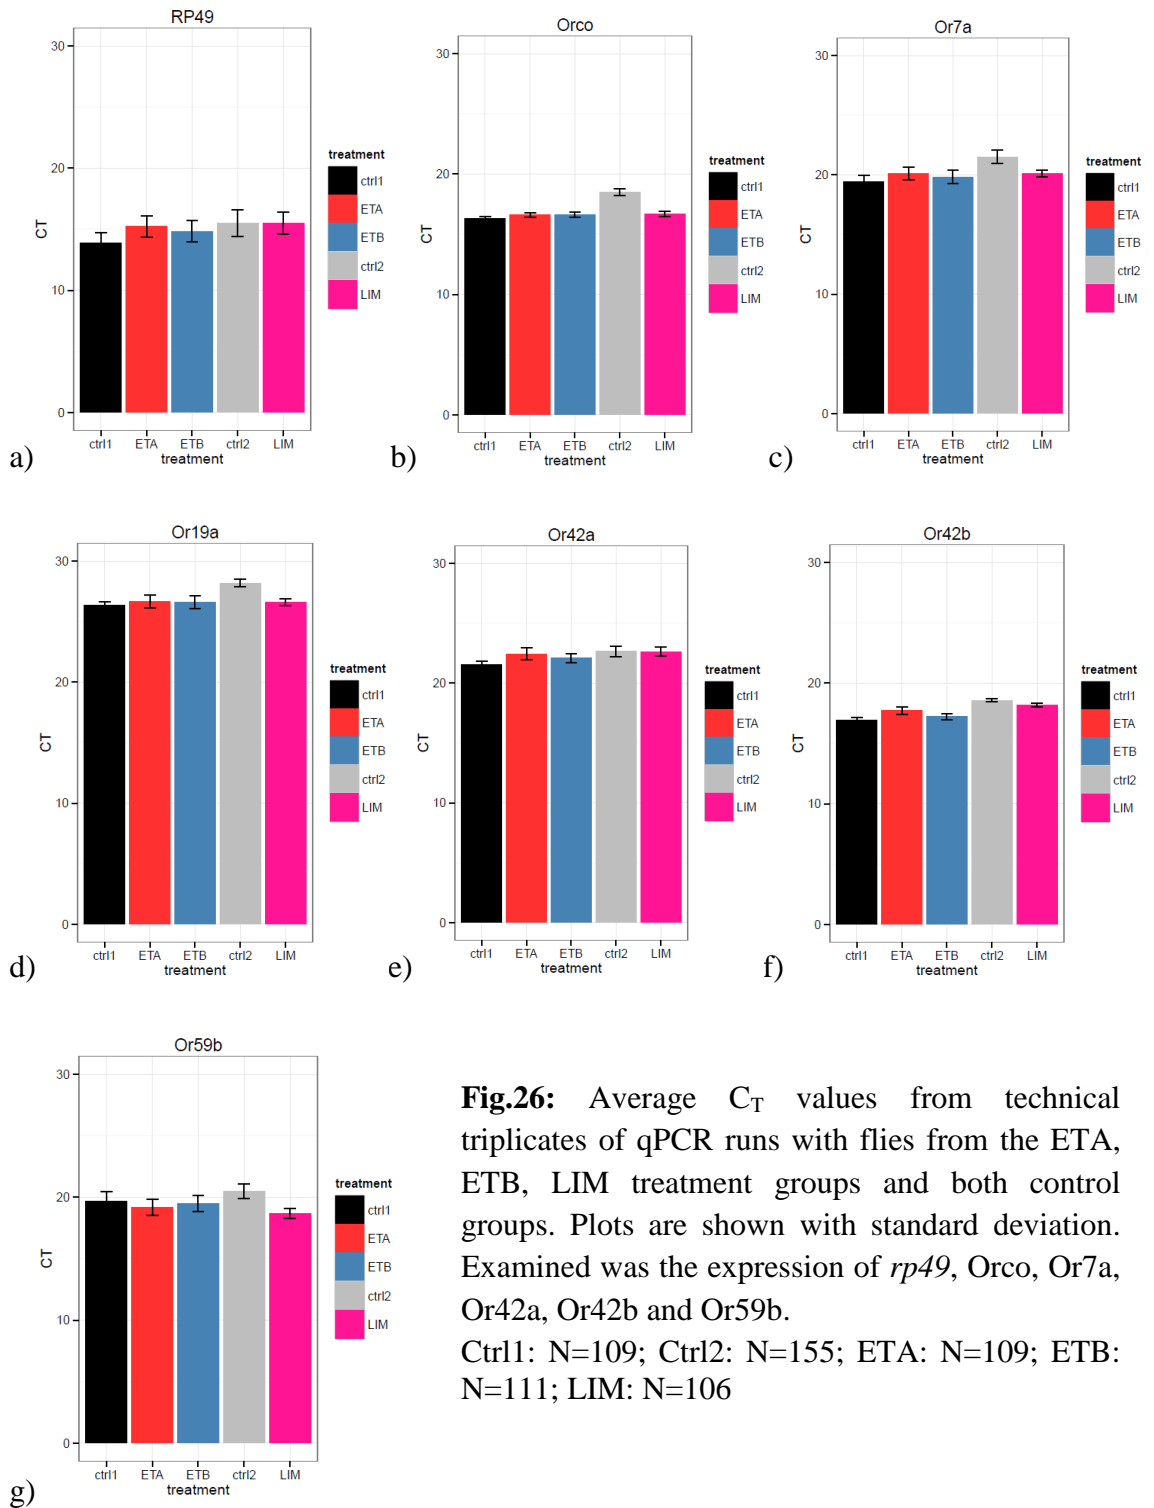 RP49
30
20
10
0
CT
ctrl1 ETA ETB ctrl2 LIM
treatment
treatment
ctrl1
ETA
ETB
ctrl2
LIM
a)
Orco
30
20
10
0
CT
ctrl1 ETA ETB ctrl2 LIM
treatment
treatment
ctrl1
ETA
ETB
ctrl2
LIM
b)
Or7a
30
20
10
0
CT
ctrl1 ETA ETB ctrl2 LIM
treatment
treatment
ctrl1
ETA
ETB
ctrl2
LIM
c)
Or19a
30
20
10
0
CT
ctrl1 ETA ETB ctrl2 LIM
treatment
treatment
ctrl1
ETA
ETB
ctrl2
LIM
d)
Or42a
30
20
10
0
CT
ctrl1 ETA ETB ctrl2 LIM
treatment
treatment
ctrl1
ETA
ETB
ctrl2
LIM
e)
Or42b
30
20
10
0
CT
ctrl1 ETA ETB ctrl2 LIM
treatment
treatment
ctrl1
ETA
ETB
ctrl2
LIM
f)
Or59b
30
20
10
0
CT
ctrl1 ETA ETB ctrl2 LIM
treatment
treatment
ctrl1
ETA
ETB
ctrl2
LIM
g)
Fig.26: Average CT values from technical
triplicates of qPCR runs with flies from the ETA,
ETB, LIM treatment groups and both control
groups. Plots are shown with standard deviation.
Examined was the expression of rp49, Orco, Or7a,
Or42a, Or42b and Or59b.
Ctrl1: N=109; Ctrl2: N=155; ETA: N=109; ETB:
N=111; LIM: N=106